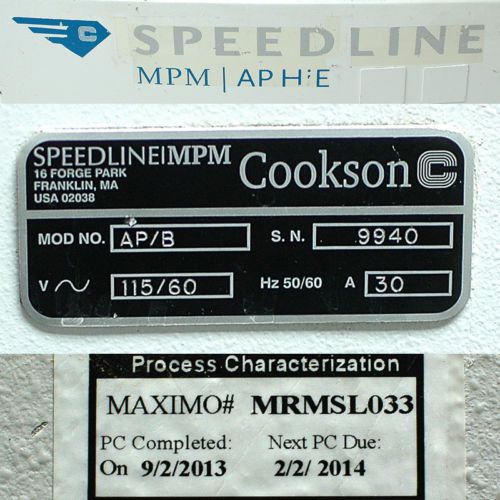 C SPEEDLINE
MPM | AP H:E
SPEEDLINE|MPM
16 FORGE PARK
FRANKLIN, MA
USA 02038
Cookson C
MOD NO. AP/B S. N. 9940
V 115/60 Hz 50/60 A 30
Process Characterization
MAXIMO# MRMSL033
PC Completed: Next PC Due:
On 9/2/2013 2/2/ 2014